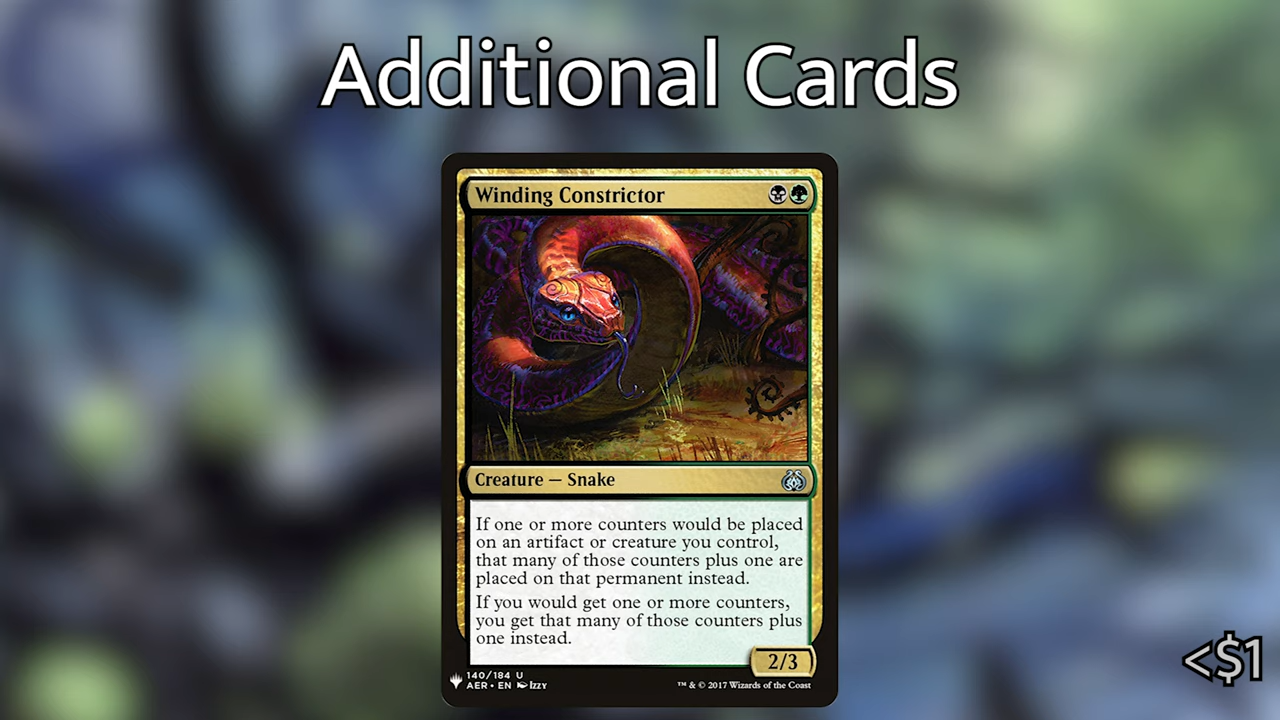 Additional Cards
Winding Constrictor
Creature — Snake
If one or more counters would be placed
on an artifact or creature you control,
that many of those counters plus one are
placed on that permanent instead.
If you would get one or more counters,
you get that many of those counters plus
one instead.
2/3
140/184 U
AER • EN Izzy
™ & © 2017 Wizards of the Coast
<$1